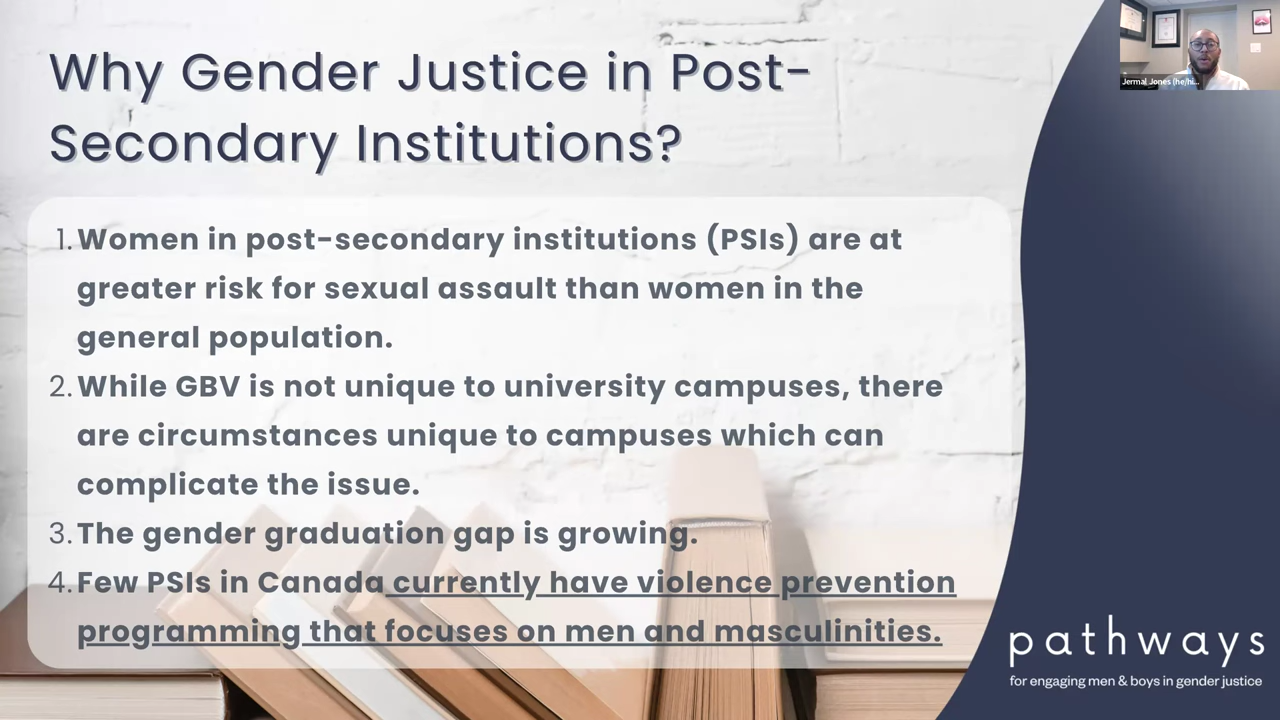 Why Gender Justice in Post-
Secondary Institutions?
1. Women in post-secondary institutions (PSIs) are at
greater risk for sexual assault than women in the
general population.
2. While GBV is not unique to university campuses, there
are circumstances unique to campuses which can
complicate the issue.
3. The gender graduation gap is growing.
4. Few PSIs in Canada currently have violence prevention
programming that focuses on men and masculinities.
Jermal Jones (he/hi...
pathways
for engaging men & boys in gender justice